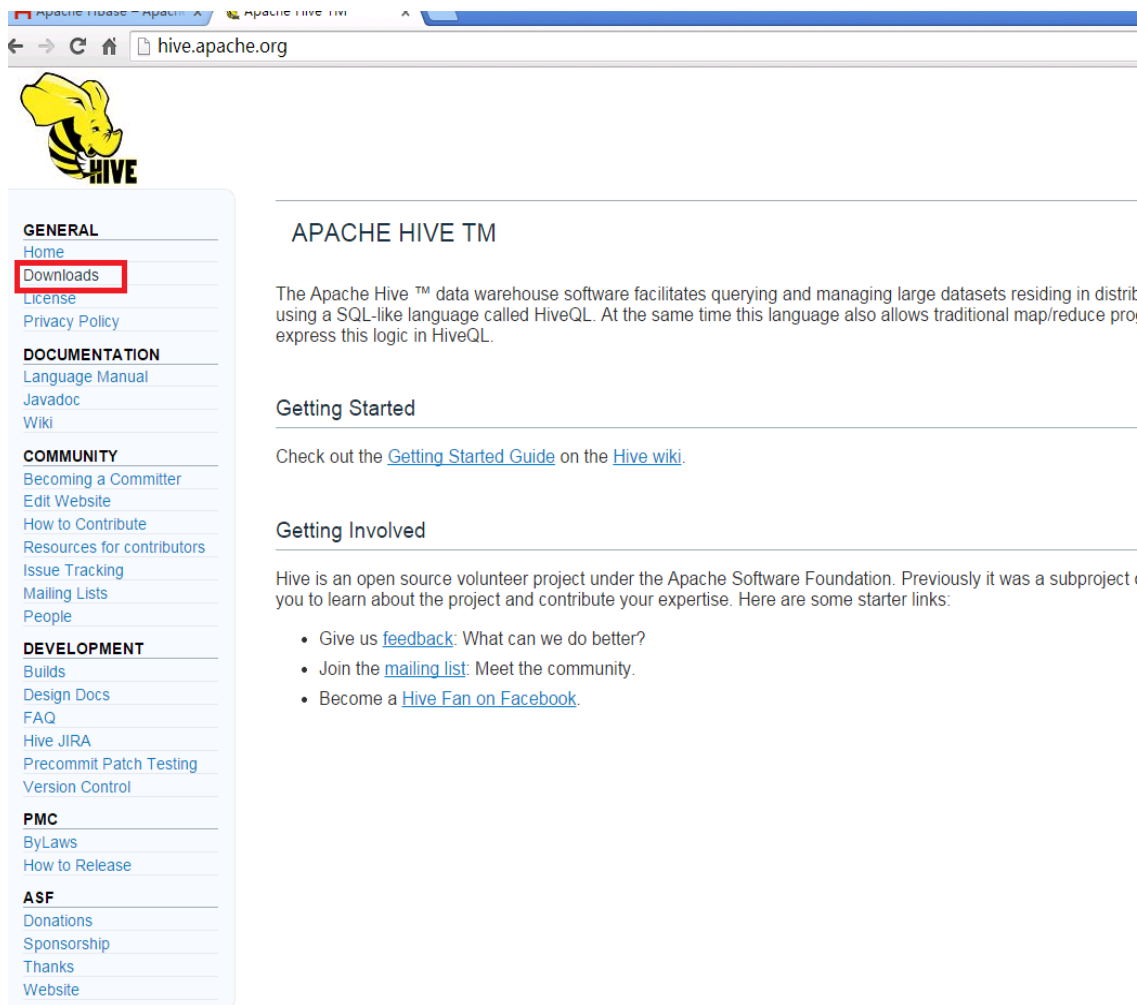 Apache HBase – Apach
Apache Hive TM
hive.apache.org
HIVE
GENERAL
Home
Downloads
License
Privacy Policy
DOCUMENTATION
Language Manual
Javadoc
Wiki
COMMUNITY
Becoming a Committer
Edit Website
How to Contribute
Resources for contributors
Issue Tracking
Mailing Lists
People
DEVELOPMENT
Builds
Design Docs
FAQ
Hive JIRA
Precommit Patch Testing
Version Control
PMC
ByLaws
How to Release
ASF
Donations
Sponsorship
Thanks
Website
APACHE HIVE TM
The Apache Hive ™ data warehouse software facilitates querying and managing large datasets residing in distrib
using a SQL-like language called HiveQL. At the same time this language also allows traditional map/reduce pro
express this logic in HiveQL.
Getting Started
Check out the Getting Started Guide on the Hive wiki.
Getting Involved
Hive is an open source volunteer project under the Apache Software Foundation. Previously it was a subproject
you to learn about the project and contribute your expertise. Here are some starter links:
• Give us feedback: What can we do better?
• Join the mailing list: Meet the community.
• Become a Hive Fan on Facebook.